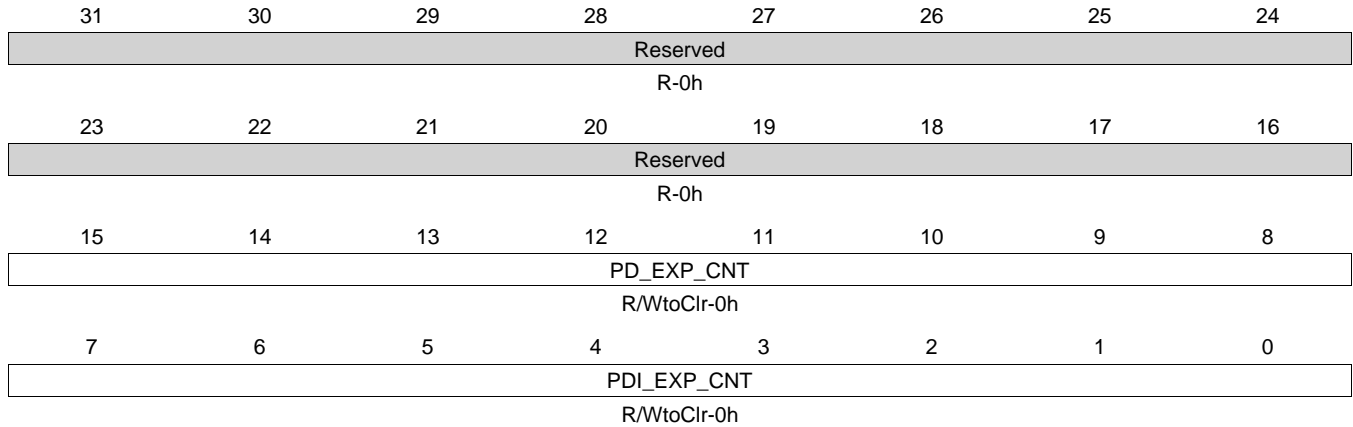 31 30 29 28 27 26 25 24
Reserved
R-0h
23 22 21 20 19 18 17 16
Reserved
R-0h
15 14 13 12 11 10 9 8
PD_EXP_CNT
R/WtoClr-0h
7 6 5 4 3 2 1 0
PDI_EXP_CNT
R/WtoClr-0h